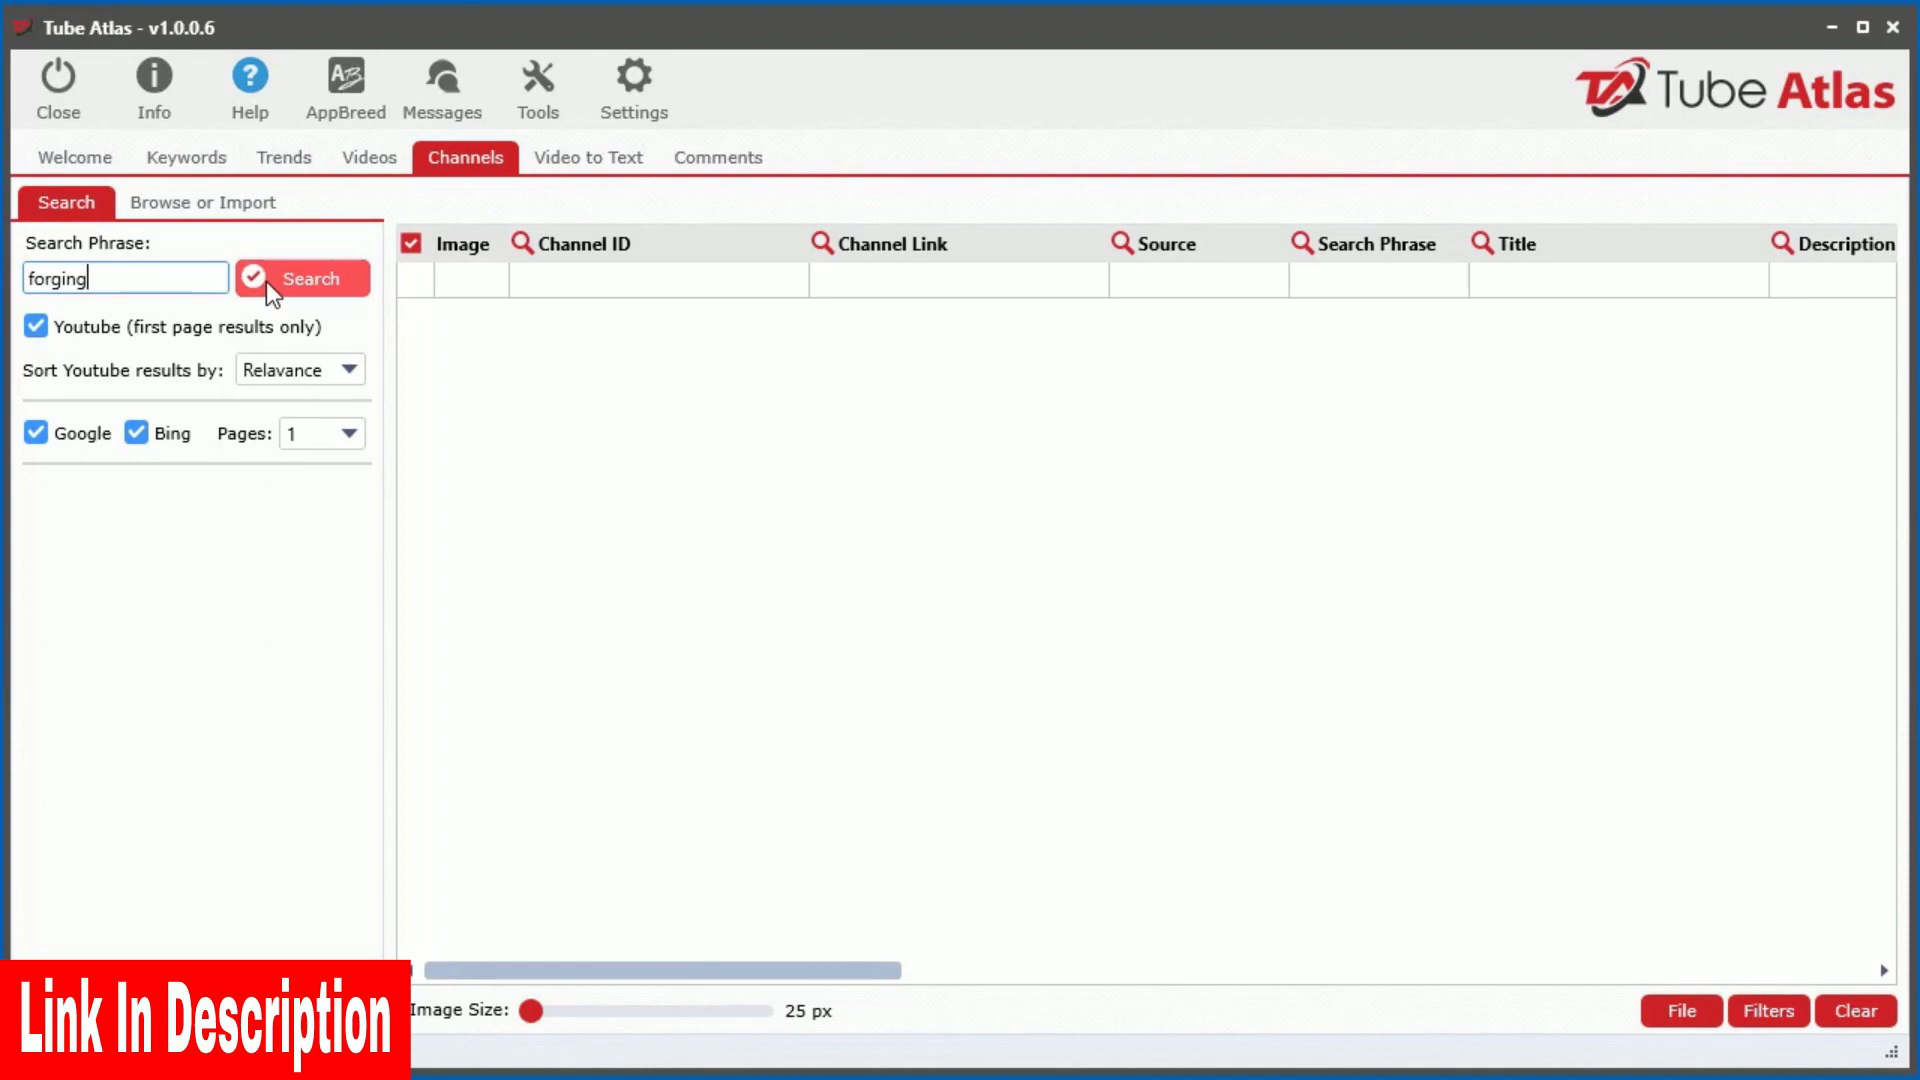 Tube Atlas - v1.0.0.6
Close Info Help AppBreed Messages Tools Settings
Tube Atlas
Welcome Keywords Trends Videos Channels Video to Text Comments
Search Browse or Import
Search Phrase:
forging Search
Youtube (first page results only)
Sort Youtube results by: Relavance
Google Bing Pages: 1
Image Channel ID Channel Link Source Search Phrase Title Description
Image Size: 25 px
File Filters Clear
Link In Description